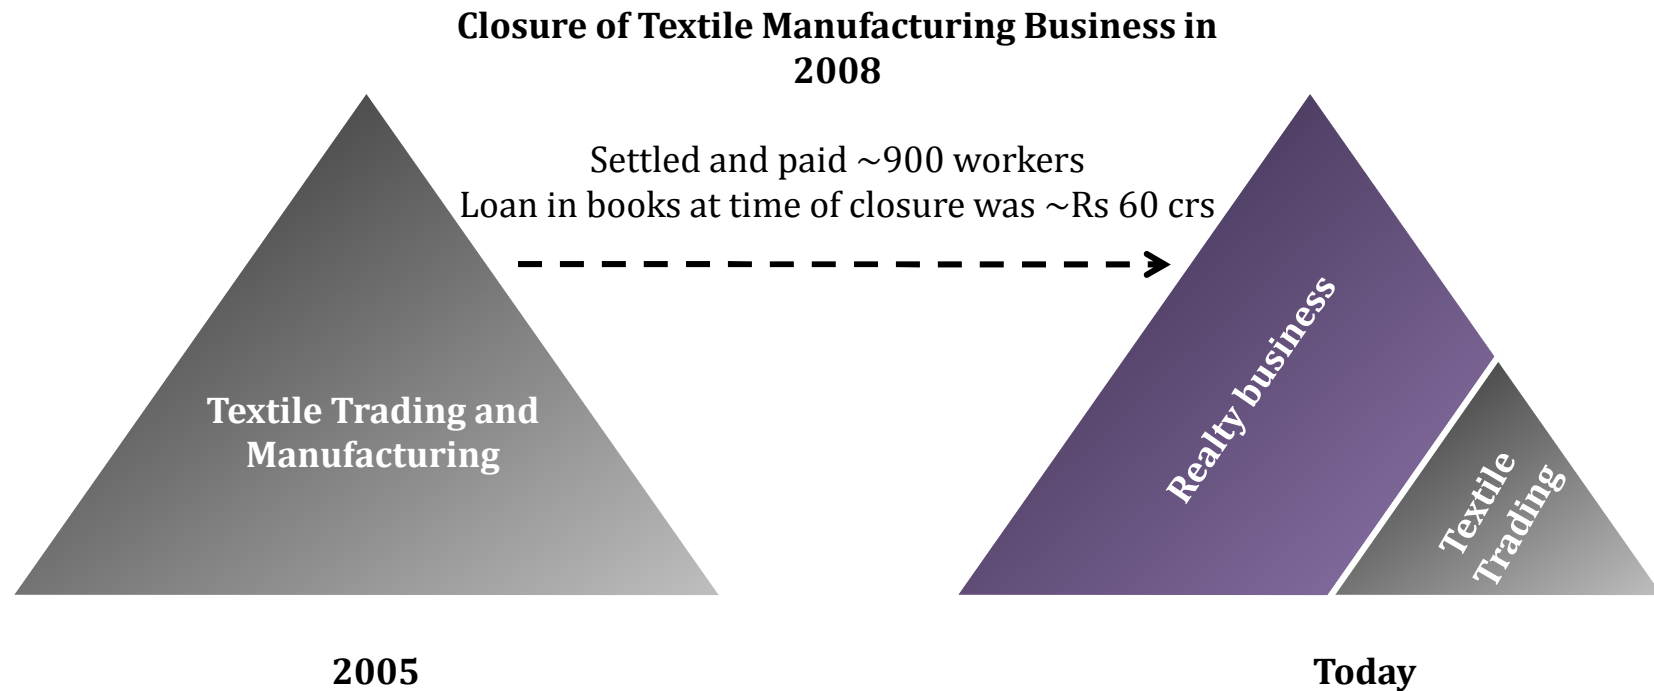 Closure of Textile Manufacturing Business in
2008
Settled and paid ~900 workers
Loan in books at time of closure was ~Rs 60 crs
Textile Trading and
Manufacturing
Realty business
Textile
Trading
2005
Today